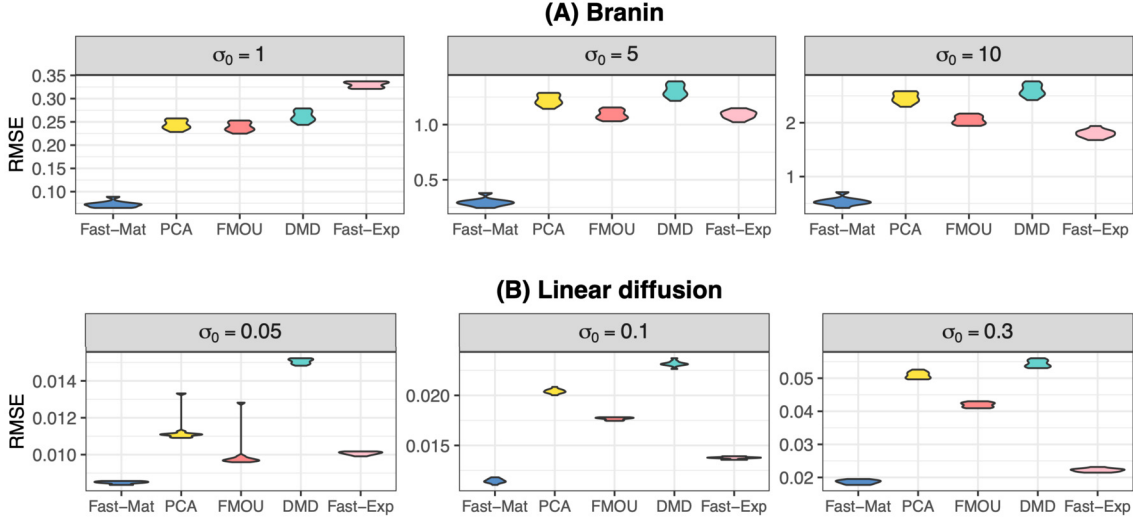 (A) Branin
σ₀ = 1
σ₀ = 5
σ₀ = 10
RMSE
0.35
0.30
0.25
0.20
0.15
0.10
1.0
0.5
2
1
Fast−Mat PCA FMOU DMD Fast−Exp
Fast−Mat PCA FMOU DMD Fast−Exp
Fast−Mat PCA FMOU DMD Fast−Exp
(B) Linear diffusion
σ₀ = 0.05
σ₀ = 0.1
σ₀ = 0.3
RMSE
0.014
0.012
0.010
0.020
0.015
0.05
0.04
0.03
0.02
Fast−Mat PCA FMOU DMD Fast−Exp
Fast−Mat PCA FMOU DMD Fast−Exp
Fast−Mat PCA FMOU DMD Fast−Exp